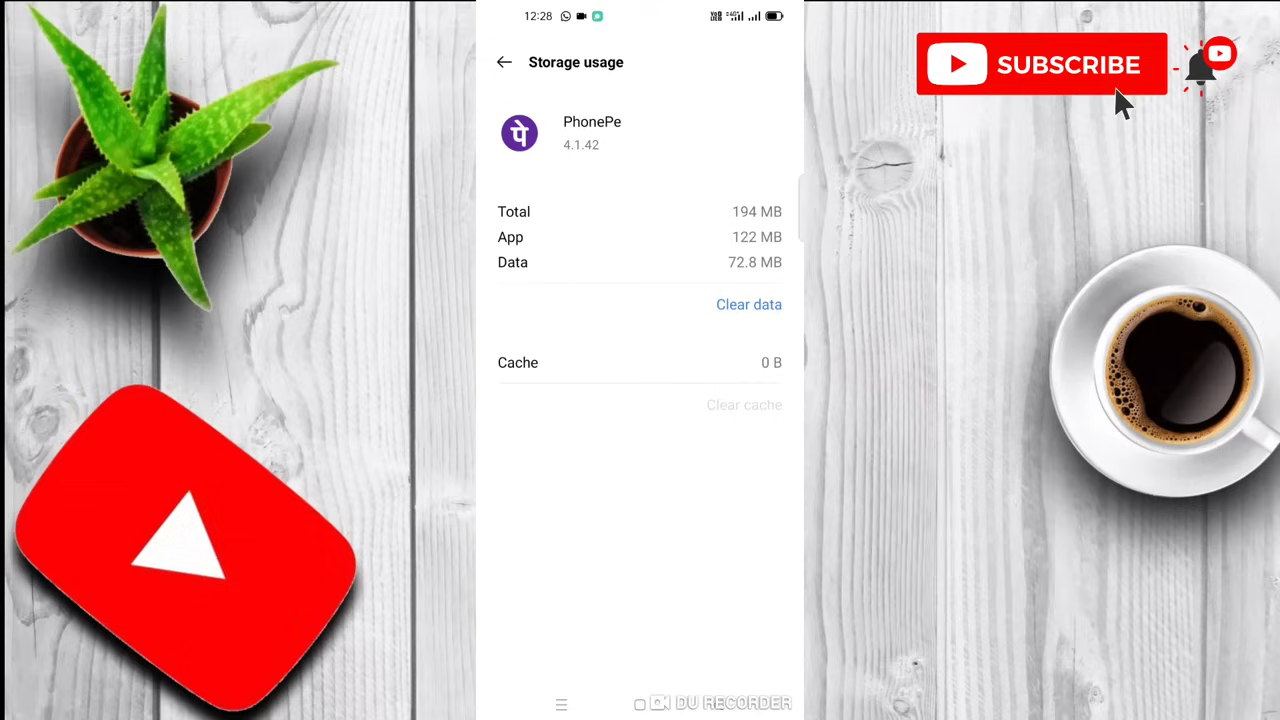 12:28
SUBSCRIBE
Storage usage
पे
PhonePe
4.1.42
Total 194 MB
App 122 MB
Data 72.8 MB
Clear data
Cache 0 B
Clear cache
DU RECORDER